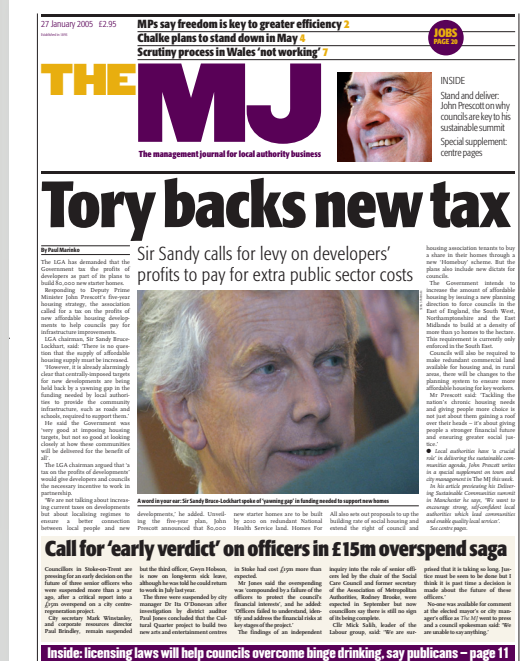 27 January 2005 £2.95
Established in 1893
MPs say freedom is key to greater efficiency 2
Chalke plans to stand down in May 4
Scrutiny process in Wales 'not working' 7
JOBS
PAGE 20
THE MJ
The management journal for local authority business
INSIDE
Stand and deliver:
John Prescott on why
councils are key to his
sustainable summit
Special supplement:
centre pages
Tory backs new tax
By Paul Marinko
The LGA has demanded that the
Government tax the profits of
developers as part of its plans to
build 80,000 new starter homes.
Responding to Deputy Prime
Minister John Prescott's five-year
housing strategy, the association
called for a tax on the profits of
new affordable housing develop-
ments to help councils pay for
infrastructure improvements.
LGA chairman, Sir Sandy Bruce-
Lockhart, said: 'There is no ques-
tion that the supply of affordable
housing supply must be increased.
'However, it is already alarmingly
clear that centrally-imposed targets
for new developments are being
held back by a yawning gap in the
funding needed by local authori-
ties to provide the community
infrastructure, such as roads and
schools, required to support them.'
He said the Government was
'very good at imposing housing
targets, but not so good at looking
closely at how these communities
will be delivered for the benefit of
all'.
The LGA chairman argued that 'a
tax on the profits of developments
would give developers and councils
the necessary incentive to work in
partnership.
'We are not talking about increas-
ing current taxes on developments
but about localising regimes to
ensure a better connection
between local people and new
Sir Sandy calls for levy on developers'
profits to pay for extra public sector costs
A word in your ear: Sir Sandy Bruce-Lockhart spoke of 'yawning gap' in funding needed to support new homes
developments,' he added. Unveil-
ing the five-year plan, John
Prescott announced that 80,000
new starter homes are to be built
by 2010 on redundant National
Health Service land. Homes For
All also sets out proposals to up the
building rate of social housing and
extend the right of council and
housing association tenants to buy
a share in their homes through a
new 'Homebuy' scheme. But the
plans also include new dictats for
councils.
The Government intends to
increase the amount of affordable
housing by issuing a new planning
direction to force councils in the
East of England, the South West,
Northamptonshire and the East
Midlands to build at a density of
more than 30 homes to the hectare.
This requirement is currently only
enforced in the South East.
Councils will also be required to
make redundant commercial land
available for housing and, in rural
areas, there will be changes to the
planning system to ensure more
affordable housing for key workers.
Mr Prescott said: 'Tackling the
nation's chronic housing needs
and giving people more choice is
not just about them gaining a roof
over their heads – it's about giving
people a stronger financial future
and ensuring greater social jus-
tice.'
● Local authorities have 'a crucial
role' in delivering the sustainable com-
munities agenda, John Prescott writes
in a special supplement on town and
city management in The MJ this week.
In his article previewing his Deliver-
ing Sustainable Communities summit
in Manchester he says, 'We want to
encourage strong, self-confident local
authorities which lead communities
and enable quality local services'.
See centre pages.
Call for 'early verdict' on officers in £15m overspend saga
Councillors in Stoke-on-Trent are
pressing for an early decision on the
future of three senior officers who
were suspended more than a year
ago, after a critical report into a
£15m overspend on a city centre-
regeneration project.
City secretary Mark Winstanley,
and corporate resources director
Paul Brindley, remain suspended
but the third officer, Gwyn Hobson,
is now on long-term sick leave,
although he was told he could return
to work in July last year.
The three were suspended by city
manager Dr Ita O'Donovan after
investigation by district auditor
Paul Jones concluded that the Cul-
tural Quarter project to build two
new arts and entertainment centres
in Stoke had cost £15m more than
expected.
Mr Jones said the overspending
was 'compounded by a failure of the
officers to protect the council's
financial interests', and he added:
'Officers failed to understand, iden-
tify and address the financial risks at
key stages of the project.'
The findings of an independent
inquiry into the role of senior offi-
cers led by the chair of the Social
Care Council and former secretary
of the Association of Metropolitan
Authorities, Rodney Brooke, were
expected in September but now
councillors say there is still no sign
of its being complete.
Cllr Mick Salih, leader of the
Labour group, said: 'We are sur-
prised that it is taking so long. Jus-
tice must be seen to be done but I
think it is past time a decision is
made about the future of these
officers.'
No-one was available for comment
at the elected mayor's or city man-
ager's office as The MJ went to press
and a council spokesman said: 'We
are unable to say anything.'
Inside: licensing laws will help councils overcome binge drinking, say publicans – page 11